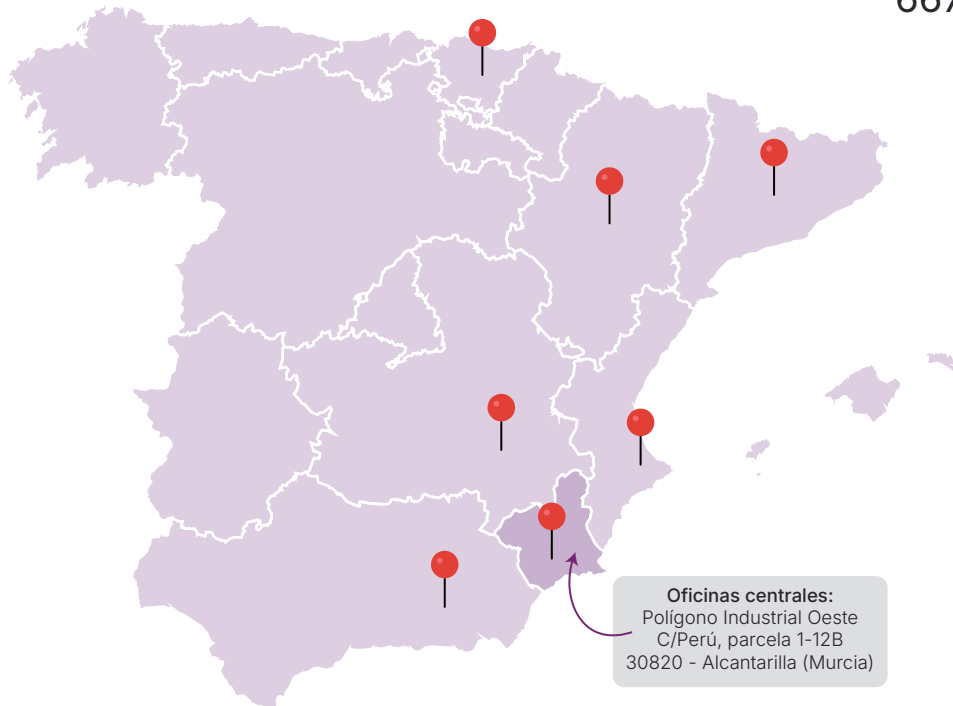 Oficinas centrales:
Polígono Industrial Oeste
C/Perú, parcela 1-12B
30820 - Alcantarilla (Murcia)